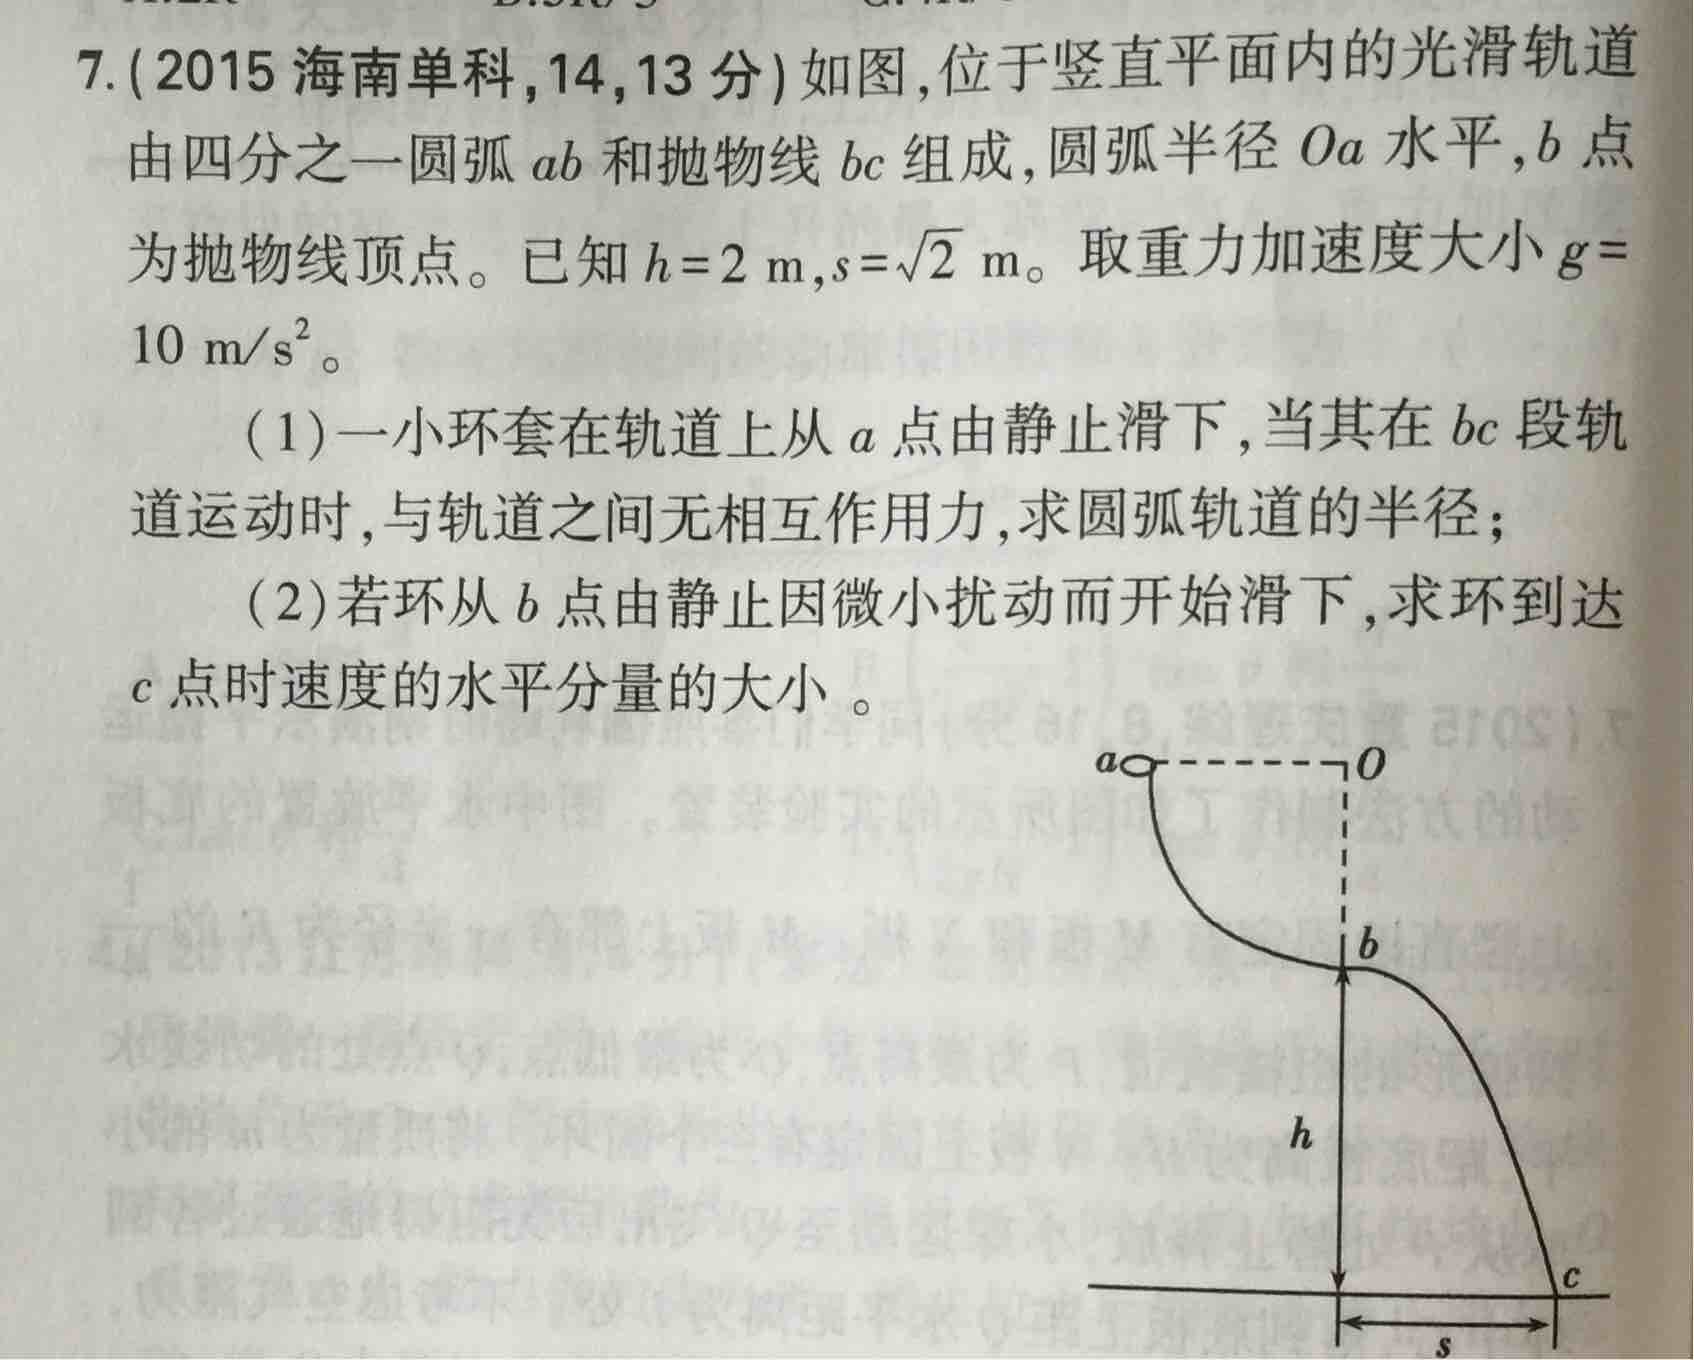 7.(2015 海南单科,14,13 分)如图,位于竖直平面内的光滑轨道
由四分之一圆弧 ab 和抛物线 bc 组成,圆弧半径 Oa 水平,b 点
为抛物线顶点。已知 h=2 m,s=√2 m。取重力加速度大小 g=
10 m/s²。
(1)一小环套在轨道上从 a 点由静止滑下,当其在 bc 段轨
道运动时,与轨道之间无相互作用力,求圆弧轨道的半径;
(2)若环从 b 点由静止因微小扰动而开始滑下,求环到达
c 点时速度的水平分量的大小。
a
O
b
h
c
s